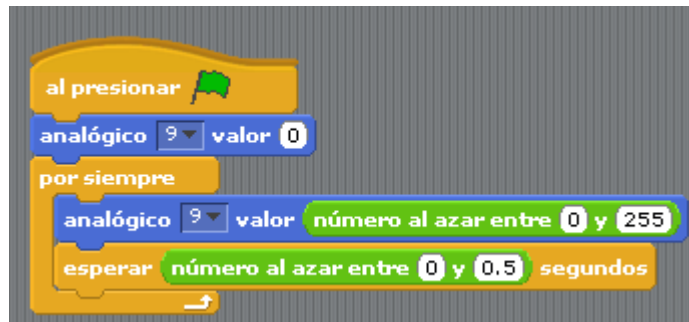 al presionar
analógico 9 valor 0
por siempre
analógico 9 valor número al azar entre 0 y 255
esperar número al azar entre 0 y 0.5 segundos